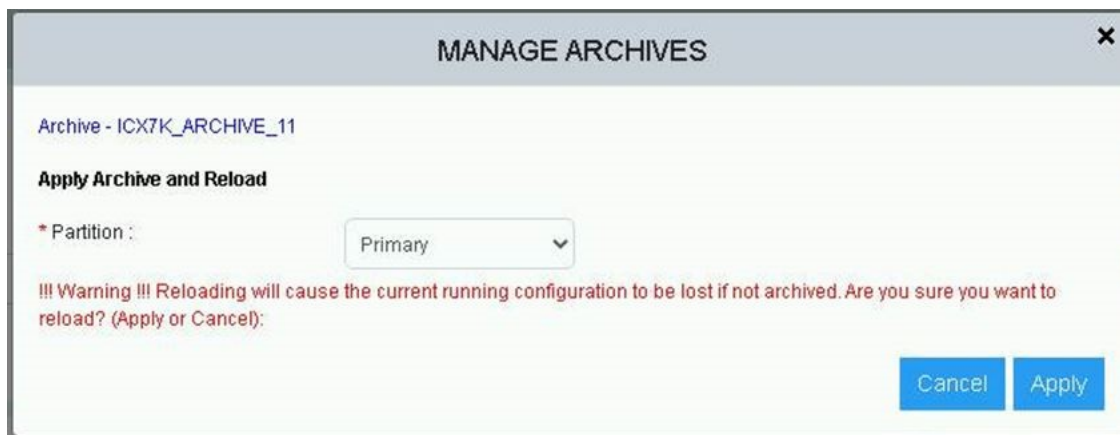 MANAGE ARCHIVES
Archive - ICX7K_ARCHIVE_11
Apply Archive and Reload
* Partition :
Primary
!!! Warning !!! Reloading will cause the current running configuration to be lost if not archived. Are you sure you want to
reload? (Apply or Cancel):
Cancel
Apply